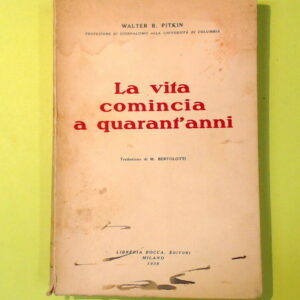 WALTER B. PITKIN
PROFESSORE DI GIORNALISMO ALLA UNIVERSITÀ DI COLUMBIA
La vita
comincia
a quarant'anni
Traduzione di M. BERTOLOTTI
LIBRERIA BOCCA, EDITORI
MILANO
1938